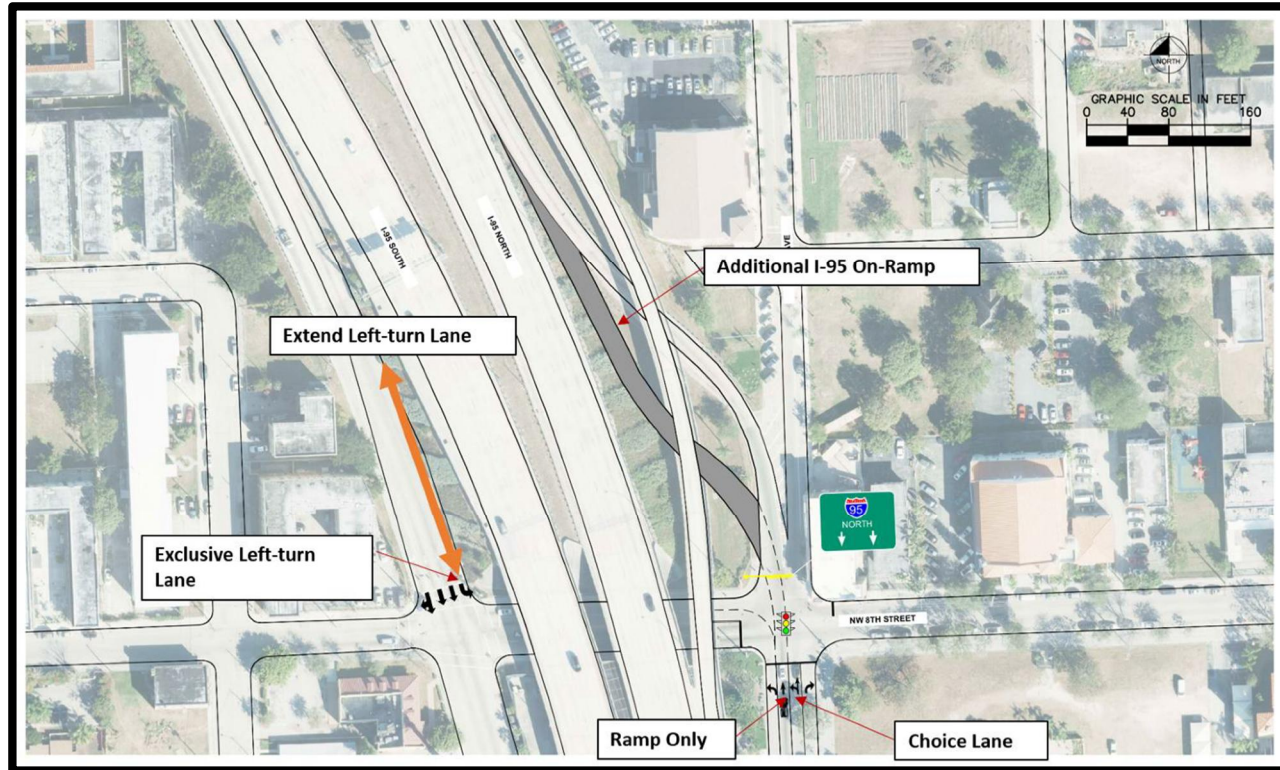 NORTH
GRAPHIC SCALE IN FEET
0 40 80 160
I-95 SOUTH
I-95 NORTH
AVE
Additional I-95 On-Ramp
Extend Left-turn Lane
95
NORTH
Exclusive Left-turn
Lane
NW 8TH STREET
Ramp Only
Choice Lane